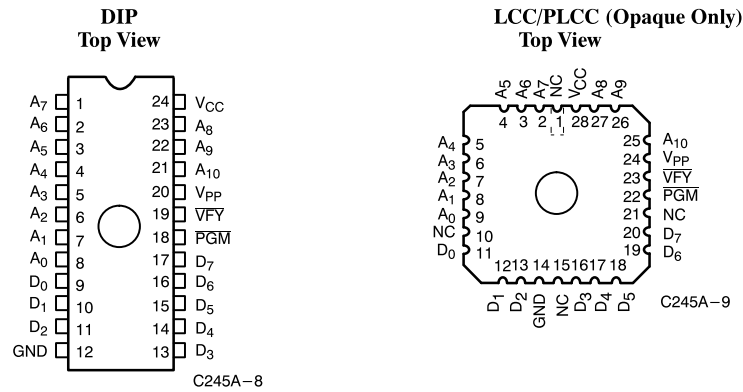 DIP
Top View
A7 1 24 VCC
A6 2 23 A8
A5 3 22 A9
A4 4 21 A10
A3 5 20 VPP
A2 6 19 VFY
A1 7 18 PGM
A0 8 17 D7
D0 9 16 D6
D1 10 15 D5
D2 11 14 D4
GND 12 13 D3
C245A–8
LCC/PLCC (Opaque Only)
Top View
A5 A6 A7 NC VCC A8 A9
4 3 2 1 28 27 26
A4 5 25 A10
A3 6 24 VPP
A2 7 23 VFY
A1 8 22 PGM
A0 9 21 NC
NC 10 20 D7
D0 11 19 D6
12 13 14 15 16 17 18
D1 D2 GND NC D3 D4 D5
C245A–9